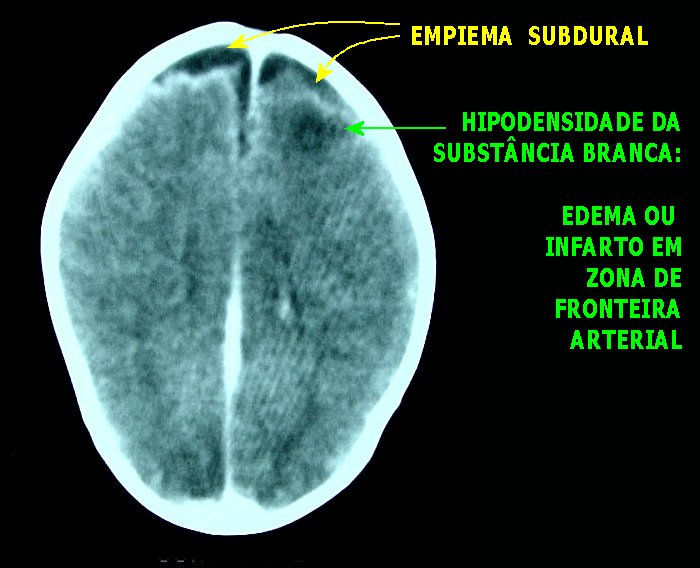 EMPIEMA SUBDURAL
HIPODENSIDADE DA
SUBSTÂNCIA BRANCA:
EDEMA OU
INFARTO EM
ZONA DE
FRONTEIRA
ARTERIAL